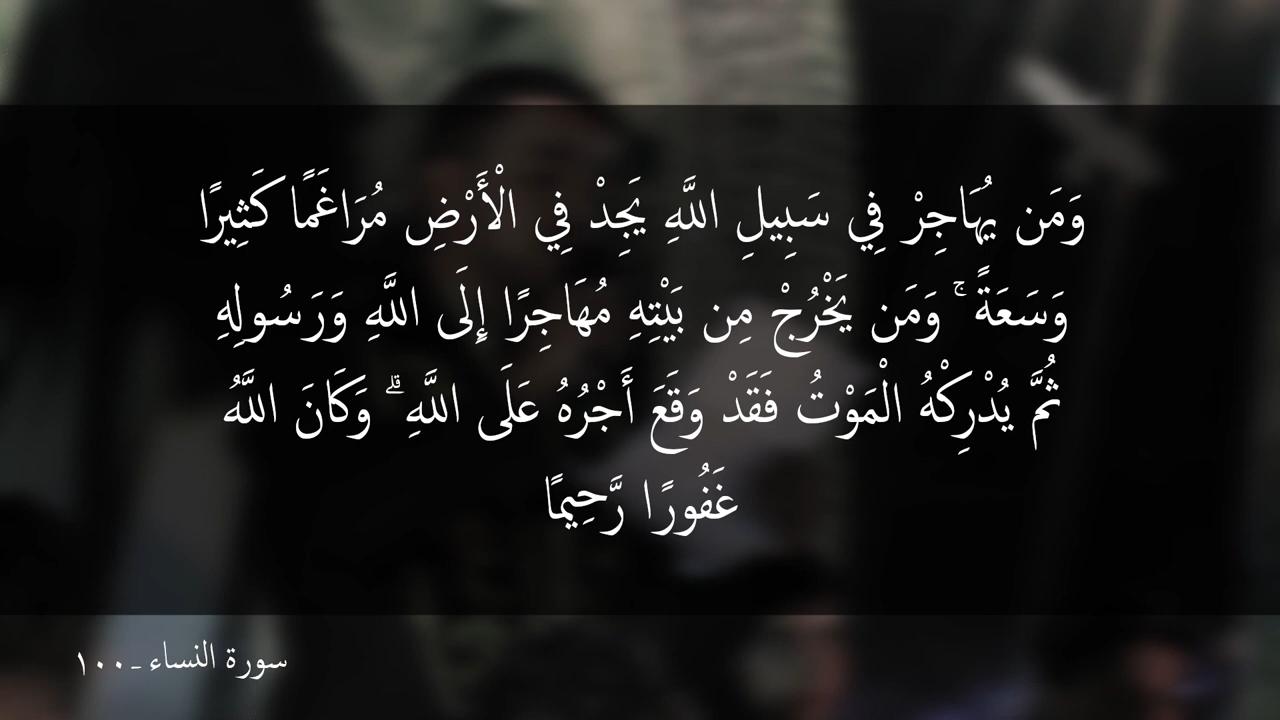 وَمَن يُهَاجِرْ فِي سَبِيلِ اللَّهِ يَجِدْ فِي الْأَرْضِ مُرَاغَمًا كَثِيرًا
وَسَعَةً ۚ وَمَن يَخْرُجْ مِن بَيْتِهِ مُهَاجِرًا إِلَى اللَّهِ وَرَسُولِهِ
ثُمَّ يُدْرِكْهُ الْمَوْتُ فَقَدْ وَقَعَ أَجْرُهُ عَلَى اللَّهِ ۗ وَكَانَ اللَّهُ
غَفُورًا رَّحِيمًا
سورة النساء - ١٠٠